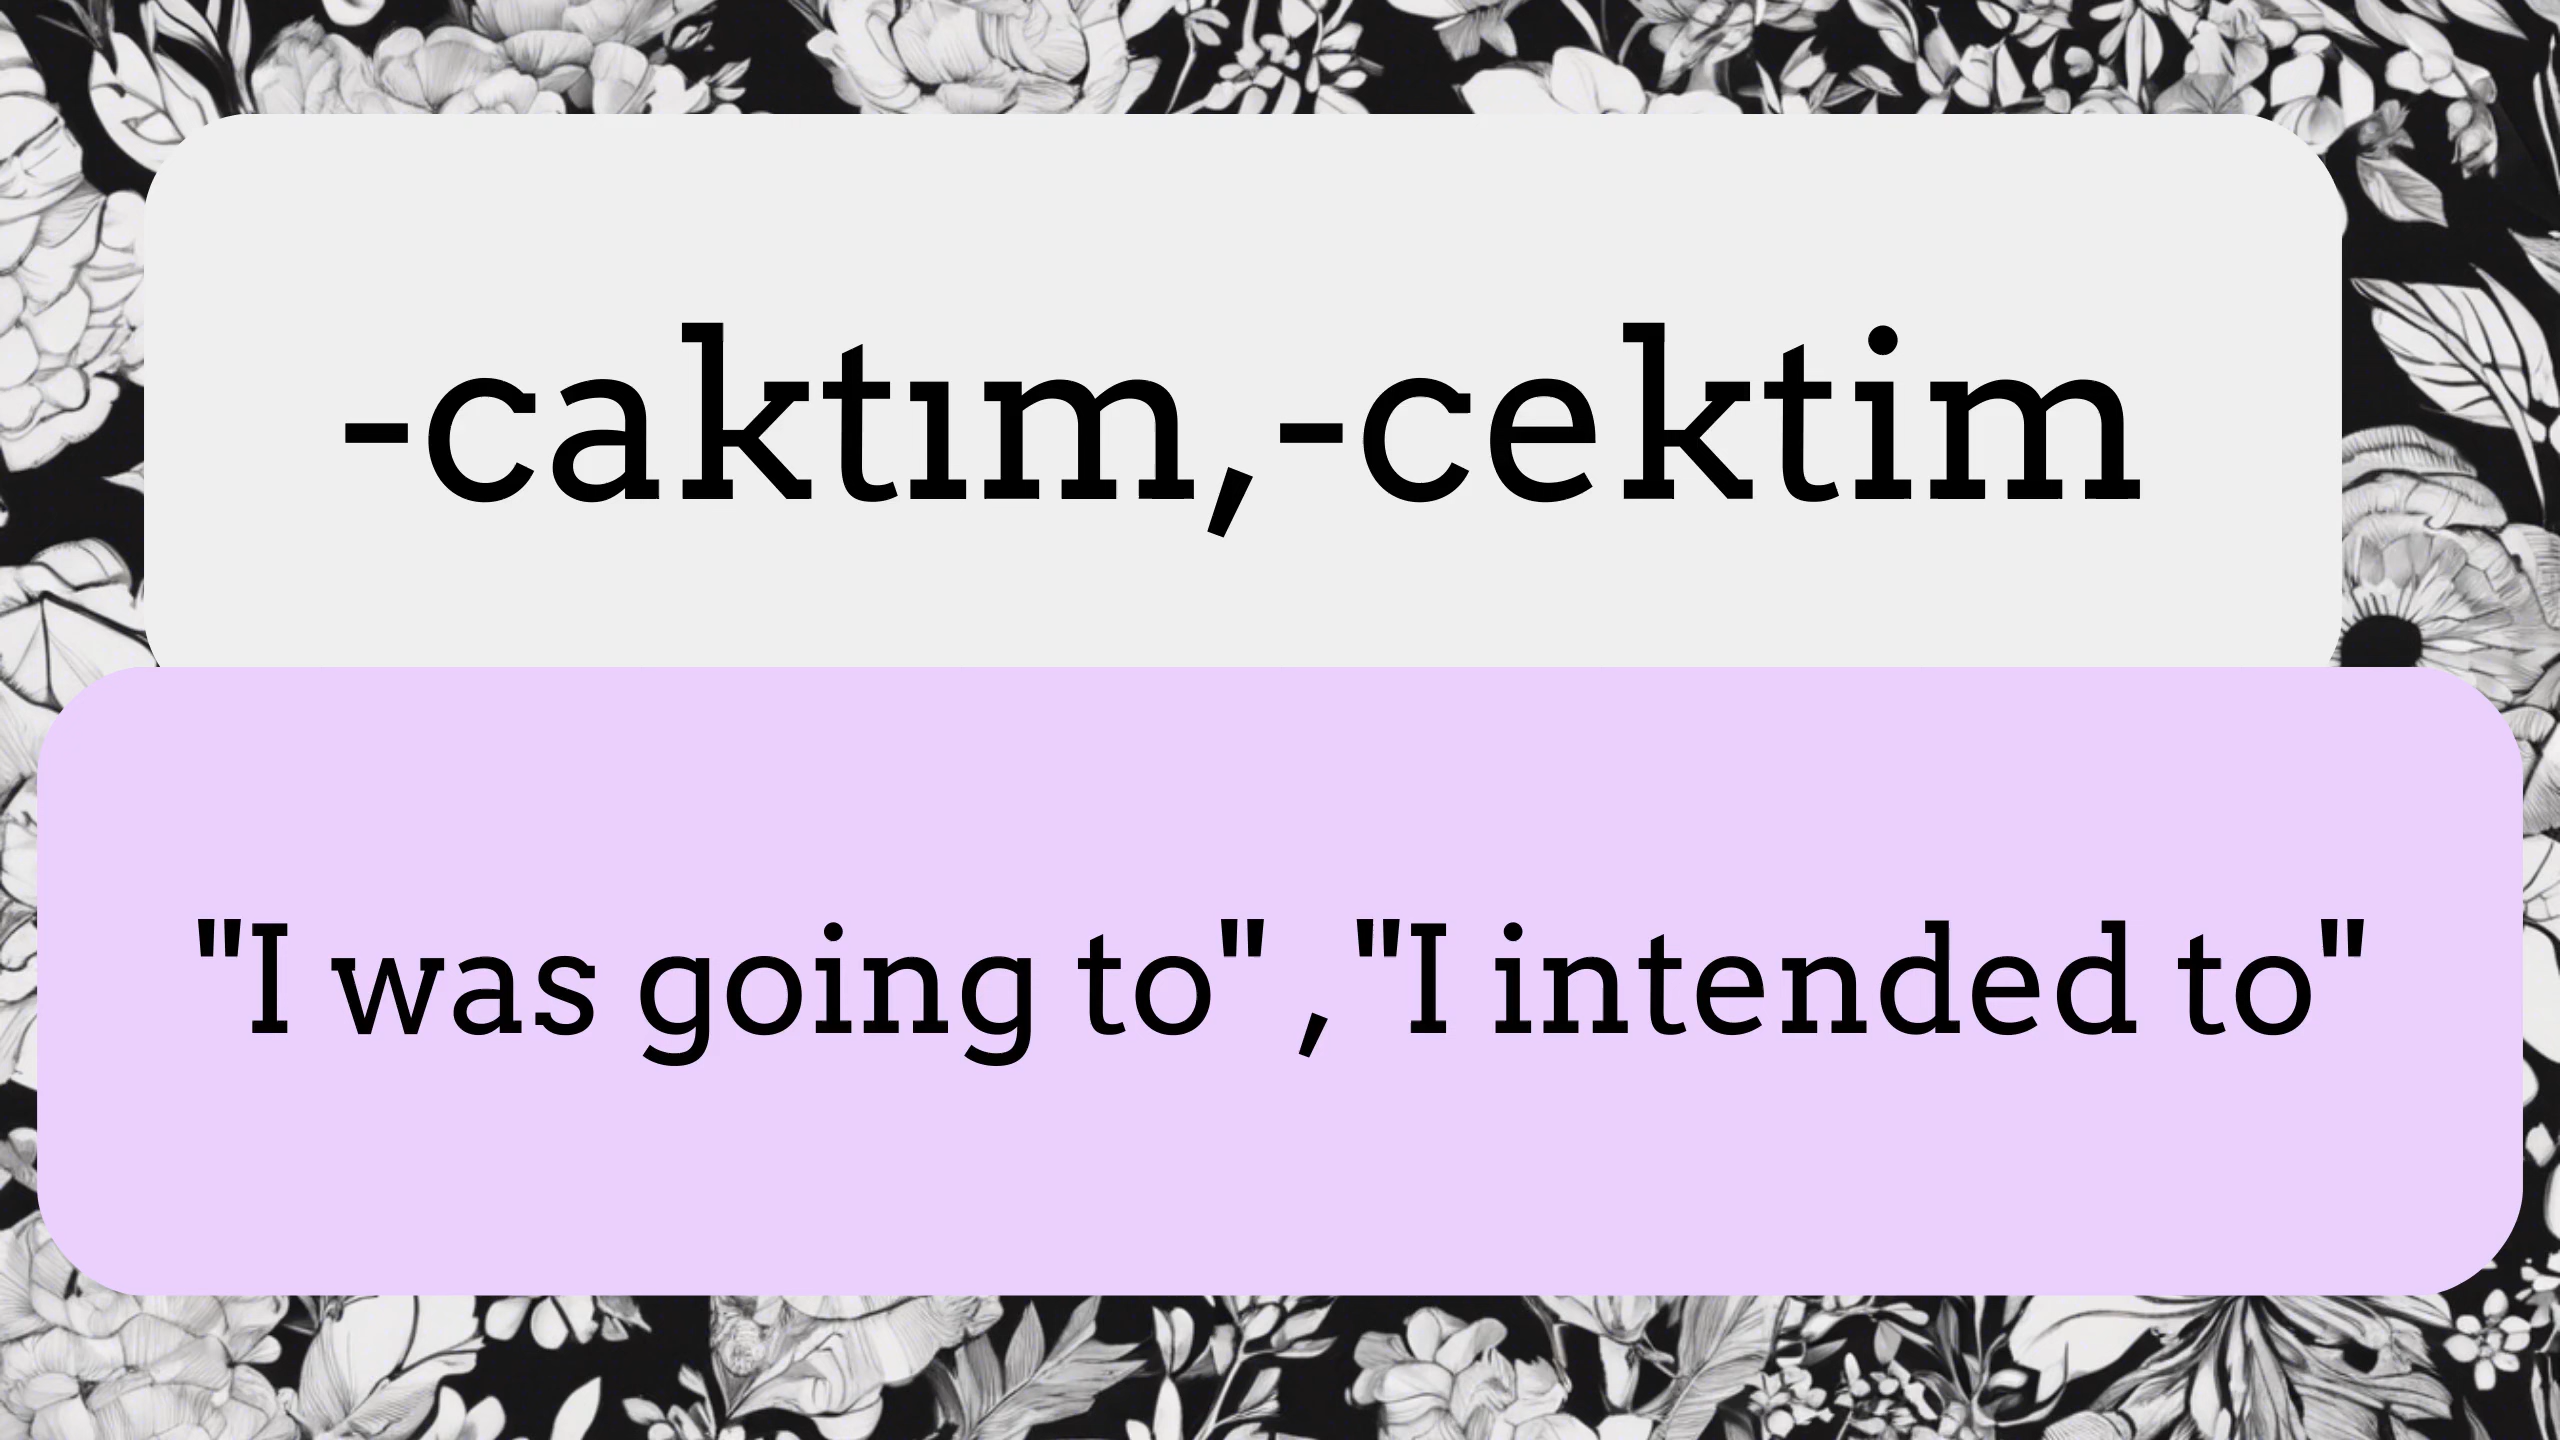 -caktım,-cektim
"I was going to" ,"I intended to"